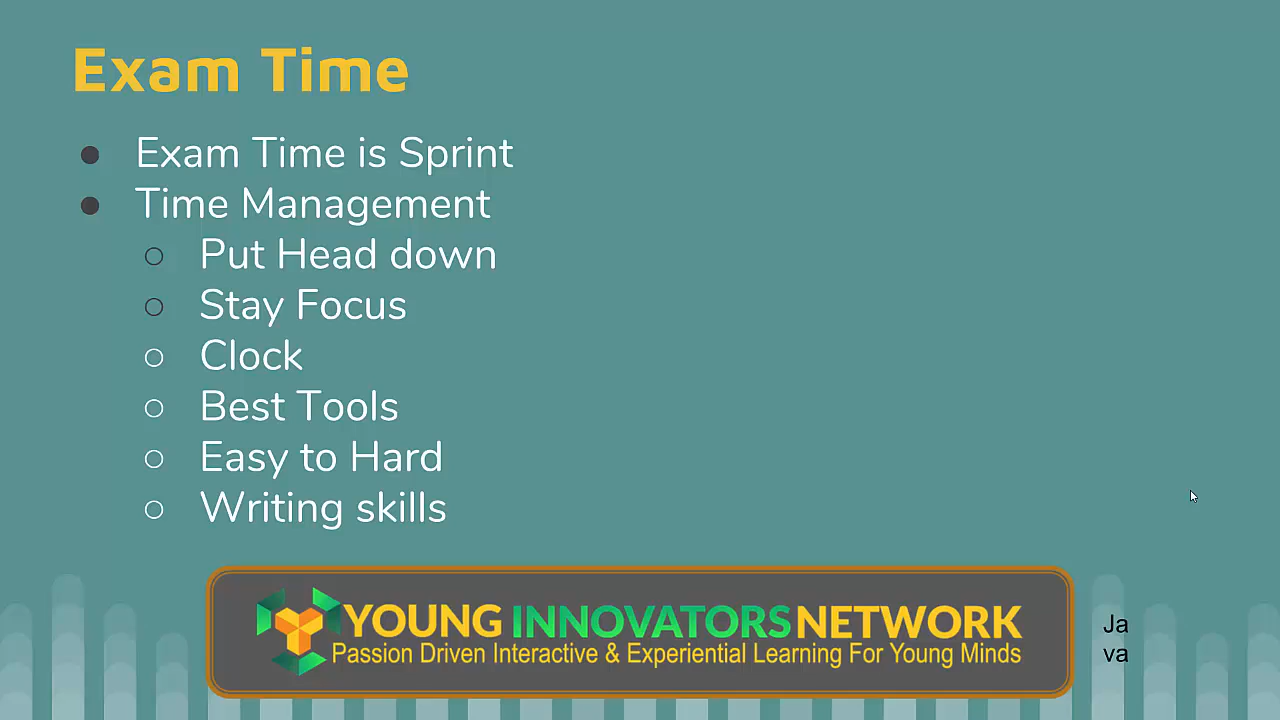 Exam Time
Exam Time is Sprint
Time Management
Put Head down
Stay Focus
Clock
Best Tools
Easy to Hard
Writing skills
YOUNG INNOVATORS NETWORK
Passion Driven Interactive & Experiential Learning For Young Minds
Ja
va